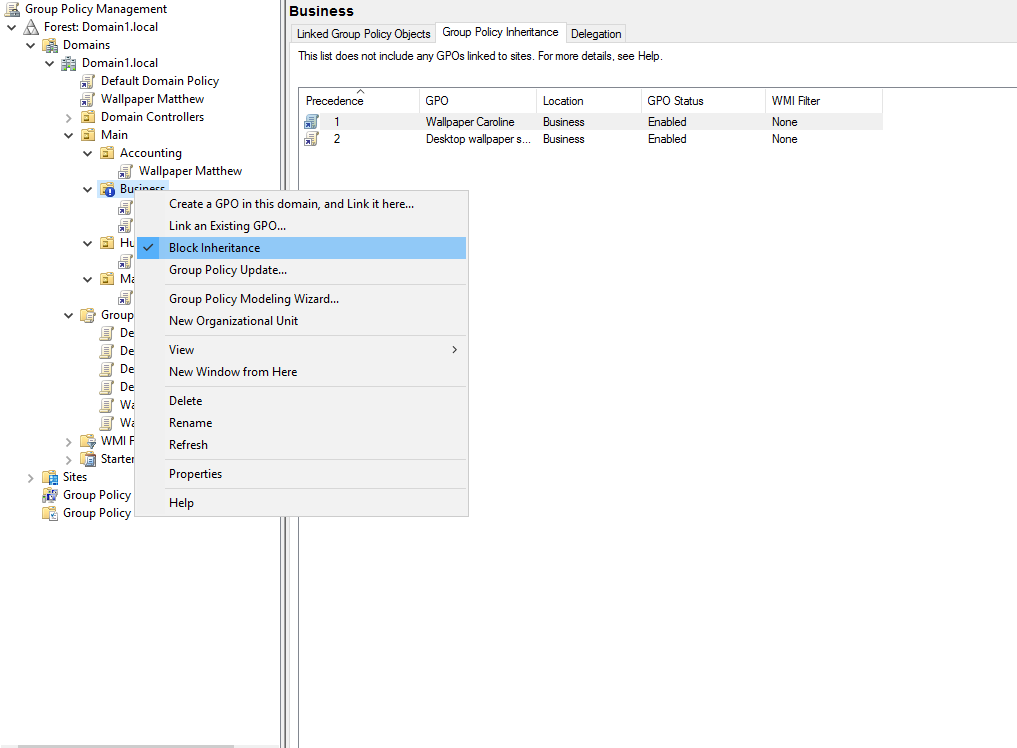 Group Policy Management
Forest: Domain1.local
Domains
Domain1.local
Default Domain Policy
Wallpaper Matthew
Domain Controllers
Main
Accounting
Wallpaper Matthew
Business
Hu
Ma
Group
De
De
De
De
Wa
Wa
WMI F
Starter
Sites
Group Policy
Group Policy
Create a GPO in this domain, and Link it here...
Link an Existing GPO...
Block Inheritance
Group Policy Update...
Group Policy Modeling Wizard...
New Organizational Unit
View
New Window from Here
Delete
Rename
Refresh
Properties
Help
Business
Linked Group Policy Objects Group Policy Inheritance Delegation
This list does not include any GPOs linked to sites. For more details, see Help.
Precedence GPO Location GPO Status WMI Filter
1 Wallpaper Caroline Business Enabled None
2 Desktop wallpaper s... Business Enabled None